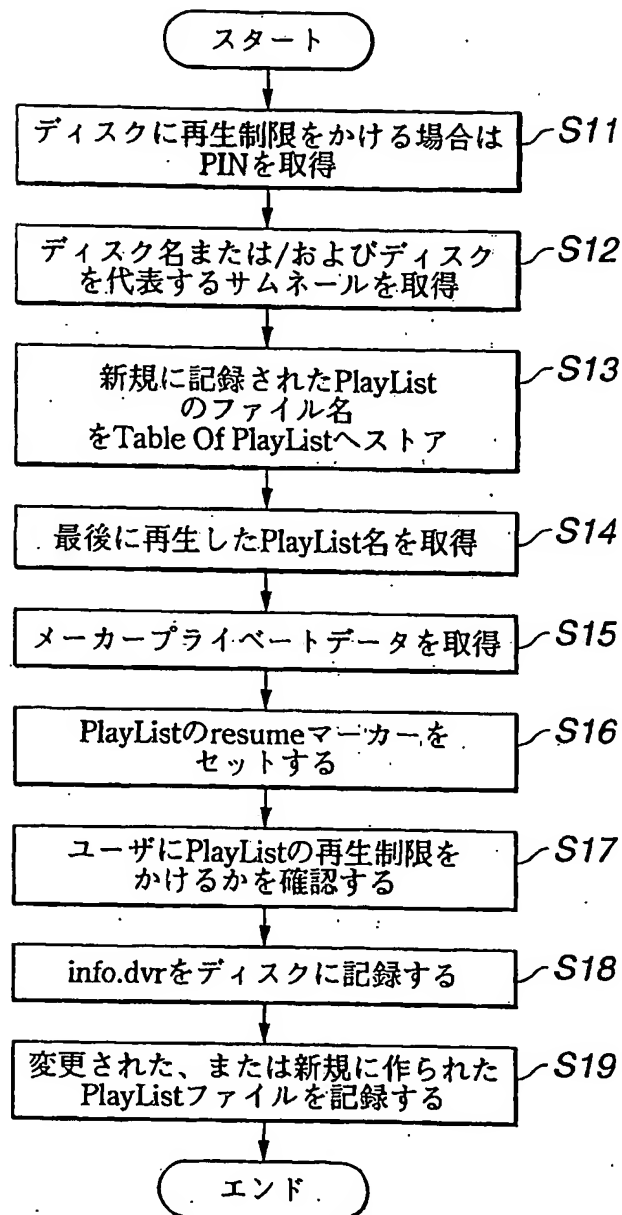 スタート
ディスクに再生制限をかける場合は
PINを取得
S11
ディスク名または/およびディスク
を代表するサムネールを取得
S12
新規に記録されたPlayList
のファイル名
をTable Of PlayListへストア
S13
最後に再生したPlayList名を取得
S14
メーカープライベートデータを取得
S15
PlayListのresumeマーカーを
セットする
S16
ユーザにPlayListの再生制限を
かけるかを確認する
S17
info.dvrをディスクに記録する
S18
変更された、または新規に作られた
PlayListファイルを記録する
S19
エンド